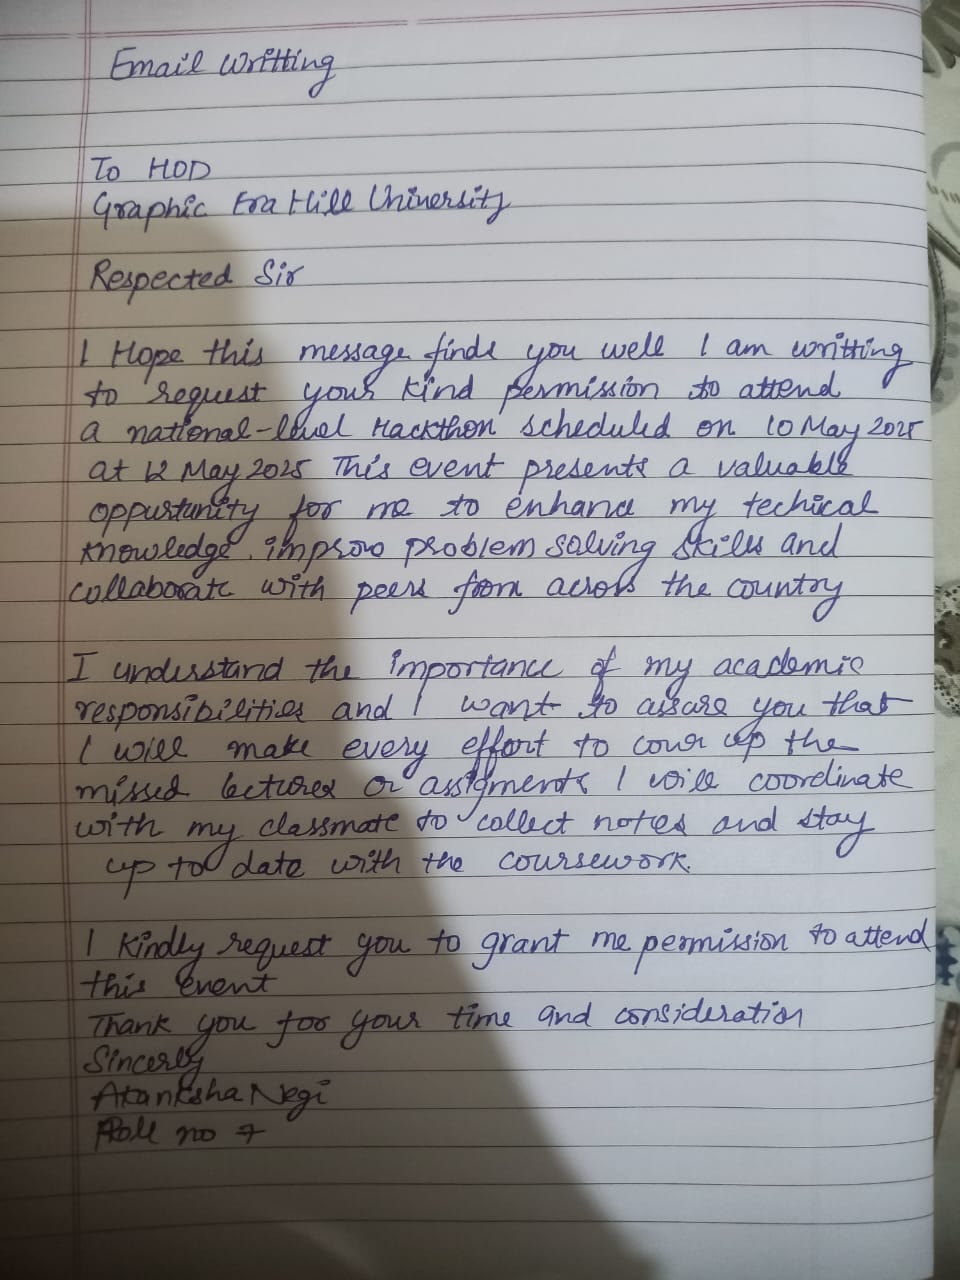 Email Writting
To HOD
Graphic Era Hill University
Respected Sir
I Hope this message finds you well I am writting
to request your kind permission to attend
a national-level Hackthon scheduled on 10 May 2025
at 12 May 2025 This event presents a valuable
oppurtunity for me to enhance my techical
knowledge, improv problem solving skills and
collaborate with peers from across the country
I understand the importance of my academic
responsibilities and I want to assure you that
I will make every effort to cover up the
missed lectures or assigments I will coordinate
with my classmate to collect notes and stay
up to date with the coursework.
I kindly request you to grant me permission to attend
this event
Thank you for your time and consideration
Sincerly
Akanksha Negi
Roll no 7